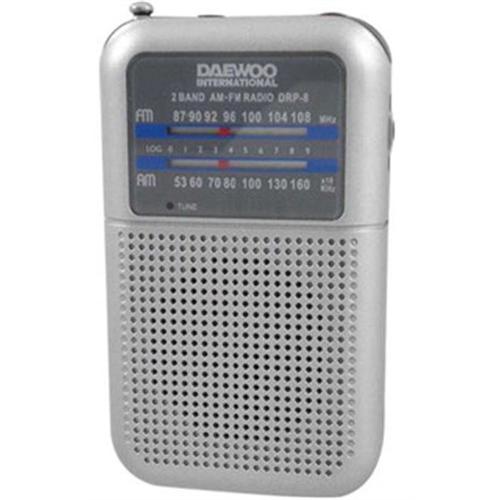 DAEWOO
INTERNATIONAL
2 BAND AM-FM RADIO DRP-8
FM 87 90 92 96 100 104 108 MHz
LOG 0 1 2 3 4 5 6 7 8 9
AM 53 60 70 80 100 130 160 x10 KHz
TUNE